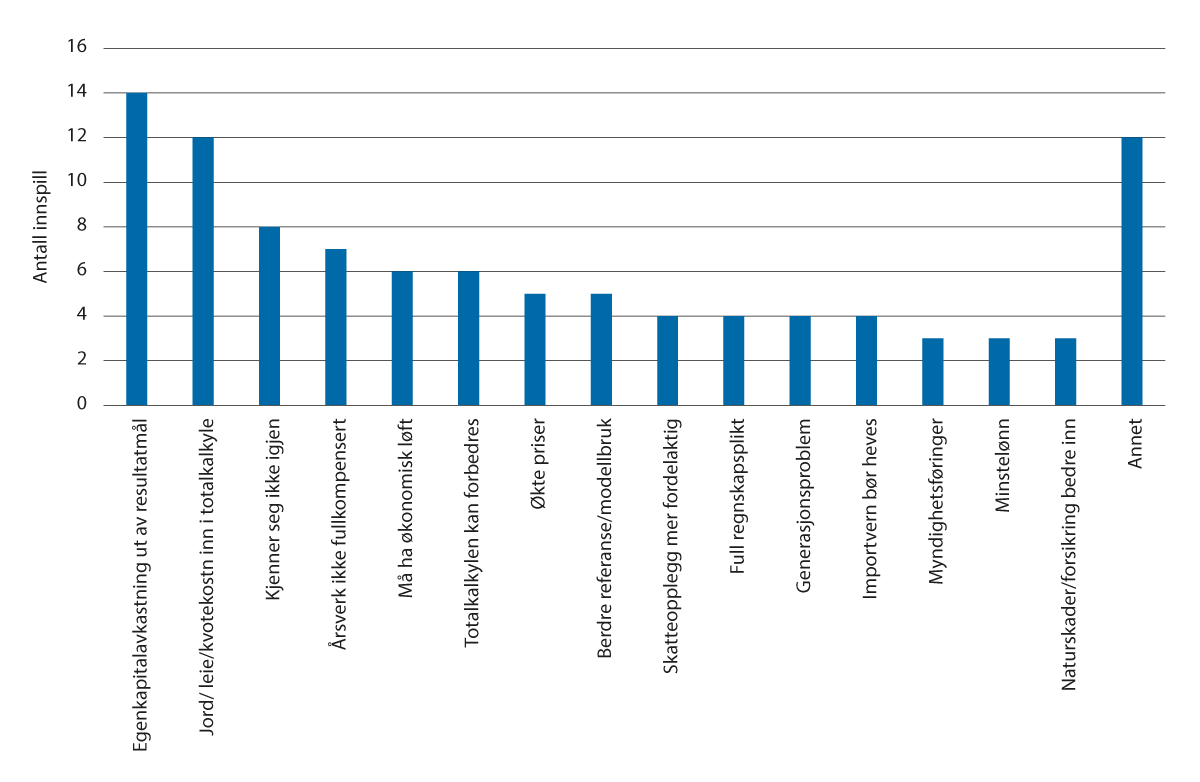 Antall innspill
16
14
12
10
8
6
4
2
0
Egenkapitalavkastning ut av resultatmål
Jord/ leie/kvotekostn inn i totalkalkyle
Kjenner seg ikke igjen
Årsverk ikke fullkompensert
Må ha økonomisk løft
Totalkalkylen kan forbedres
Økte priser
Berdre referanse/modellbruk
Skatteopplegg mer fordelaktig
Full regnskapsplikt
Generasjonsproblem
Importvern bør heves
Myndighetsføringer
Minstelønn
Naturskader/forsikring bedre inn
Annet